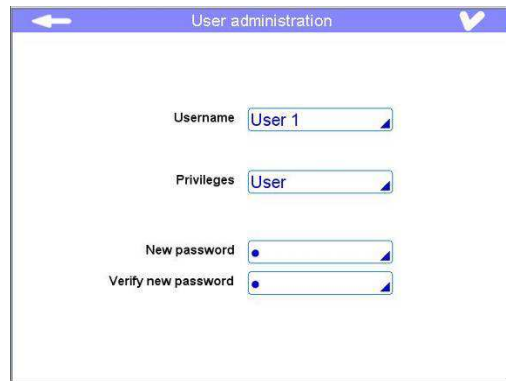 User administration
Username User 1
Privileges User
New password •
Verify new password •